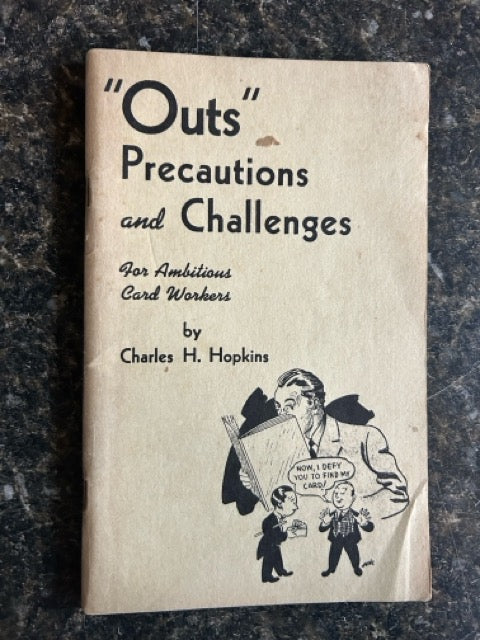 "Outs"
Precautions
and Challenges
For Ambitious
Card Workers
by
Charles H. Hopkins
NOW, I DEFY
YOU TO FIND MY
CARD!